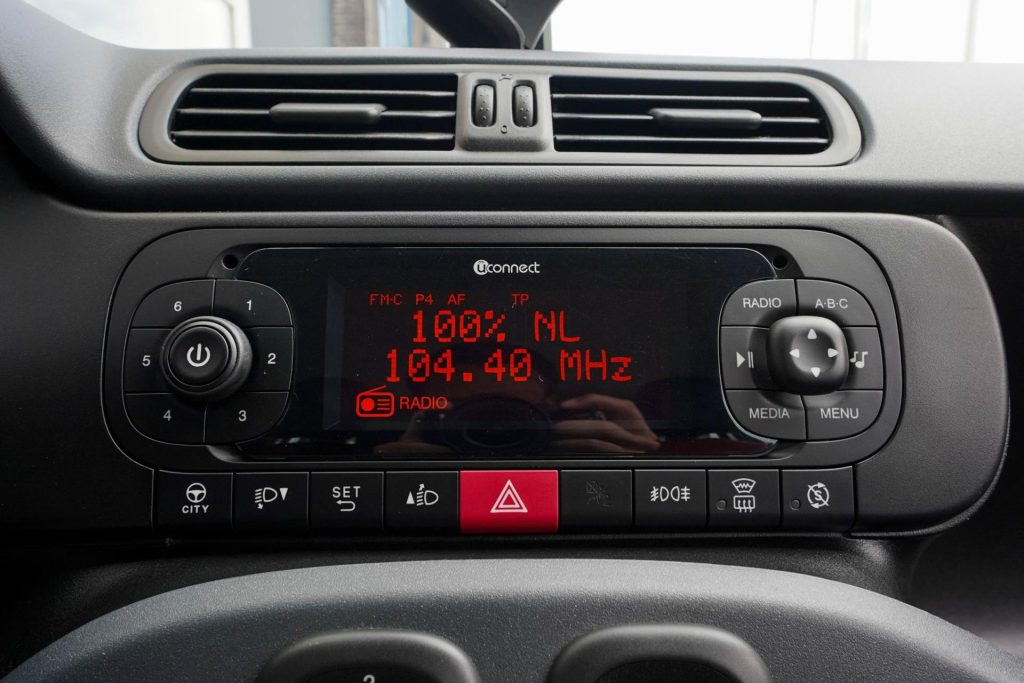 uconnect
FM-C P4 AF TP
100% NL
104.40 MHz
RADIO
6 1
5 2
4 3
RADIO A·B·C
MEDIA MENU
CITY
SET